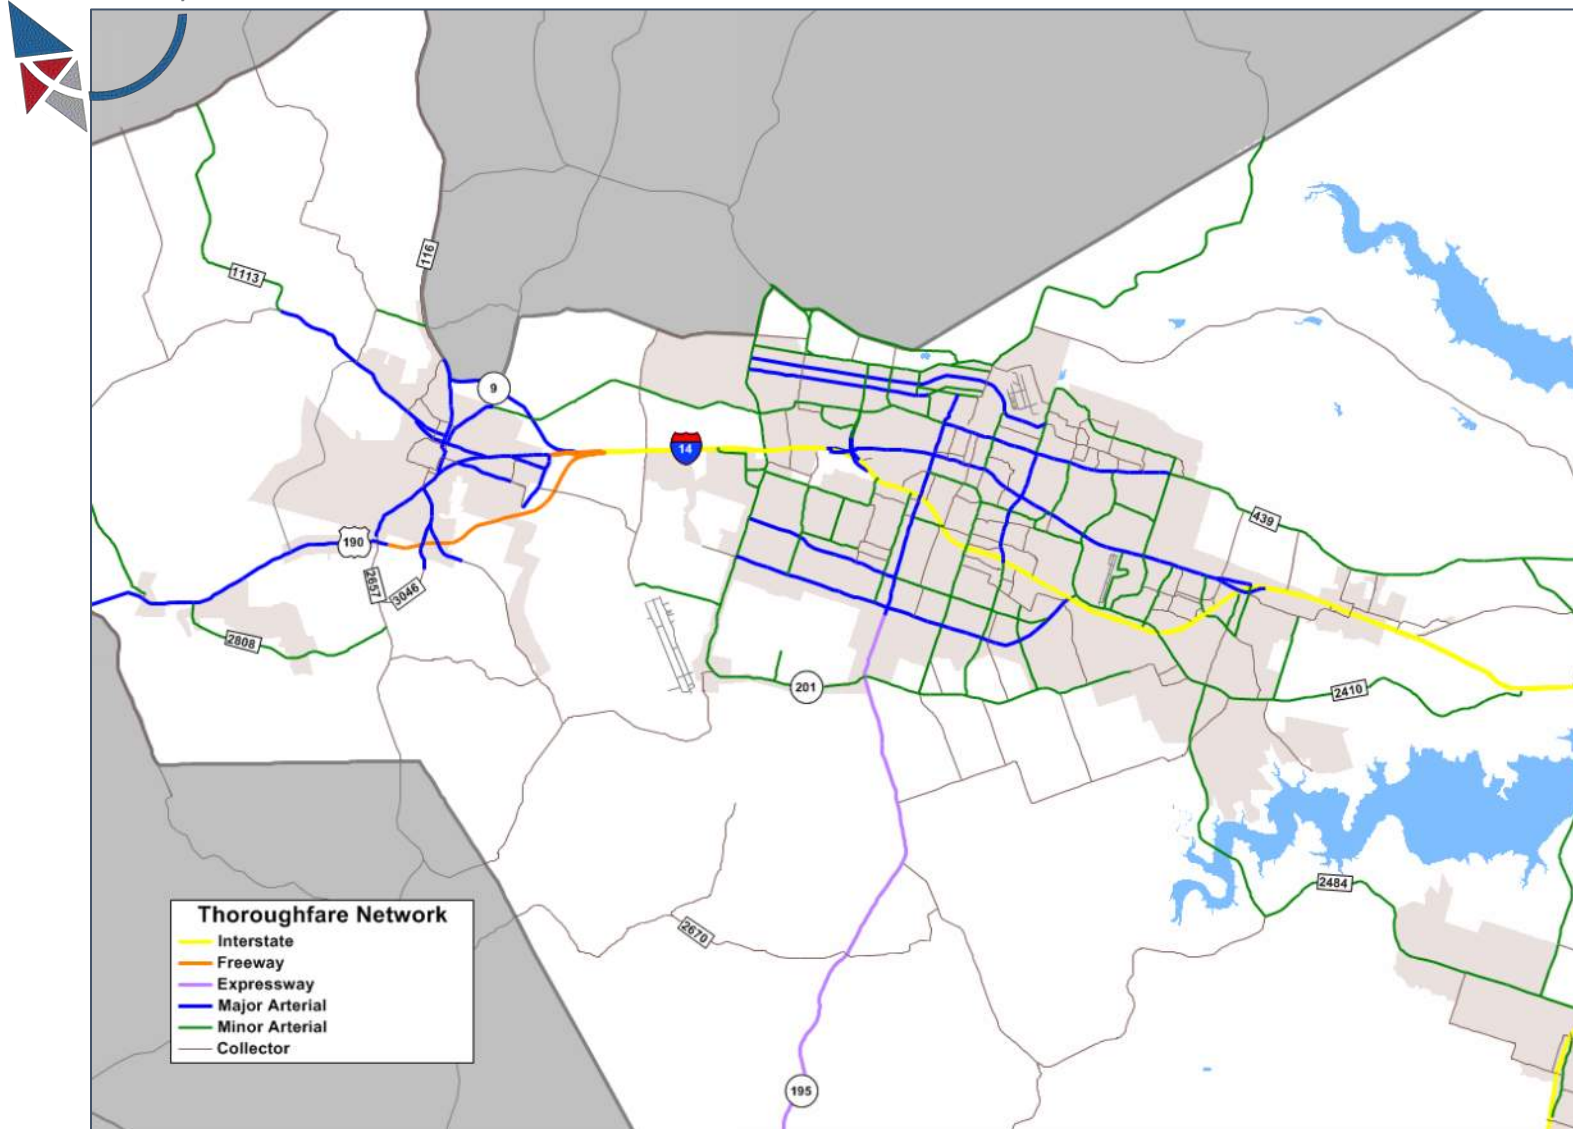 116
1113
9
14
439
190
2657
3046
2808
201
2410
2484
2670
195
Thoroughfare Network
Interstate
Freeway
Expressway
Major Arterial
Minor Arterial
Collector